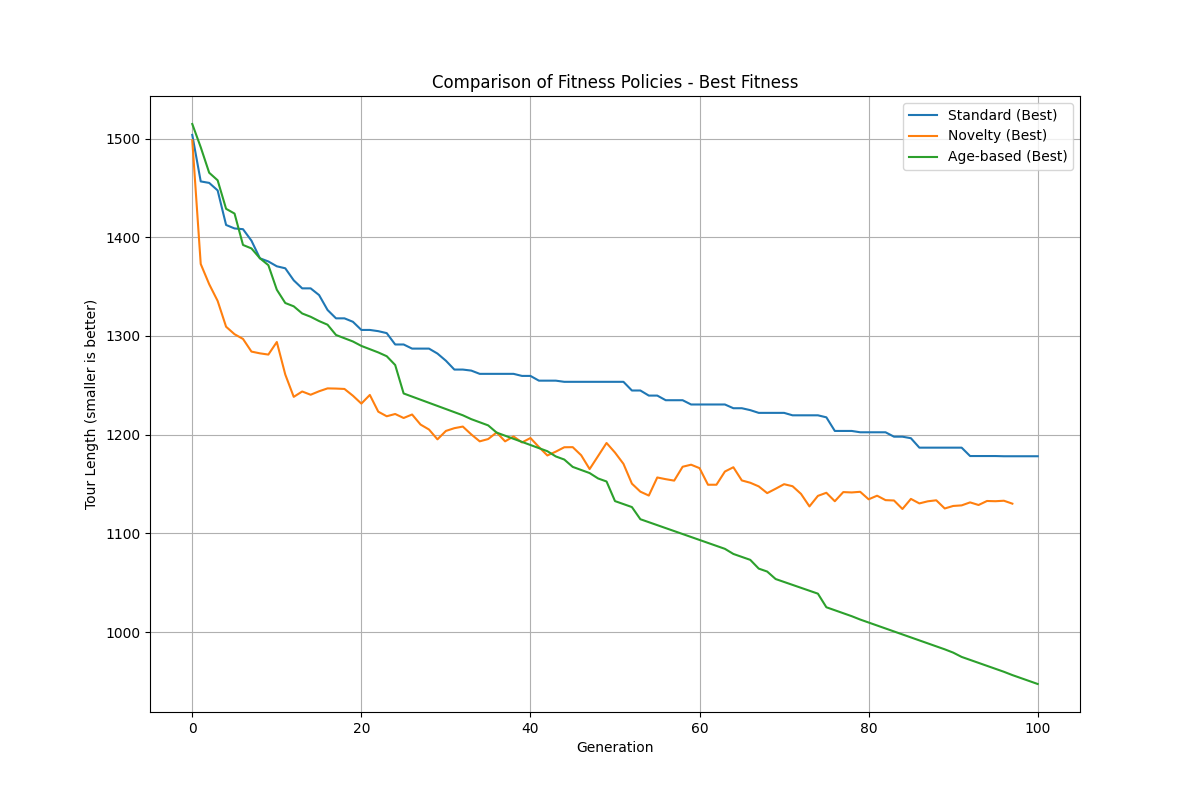 Comparison of Fitness Policies - Best Fitness
Standard (Best)
Novelty (Best)
Age-based (Best)
Tour Length (smaller is better)
1500
1400
1300
1200
1100
1000
0 20 40 60 80 100
Generation